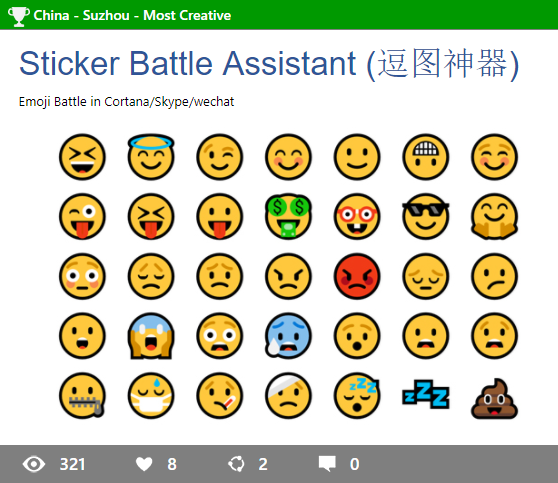 China - Suzhou - Most Creative
Sticker Battle Assistant (逗图神器)
Emoji Battle in Cortana/Skype/wechat
321 8 2 0